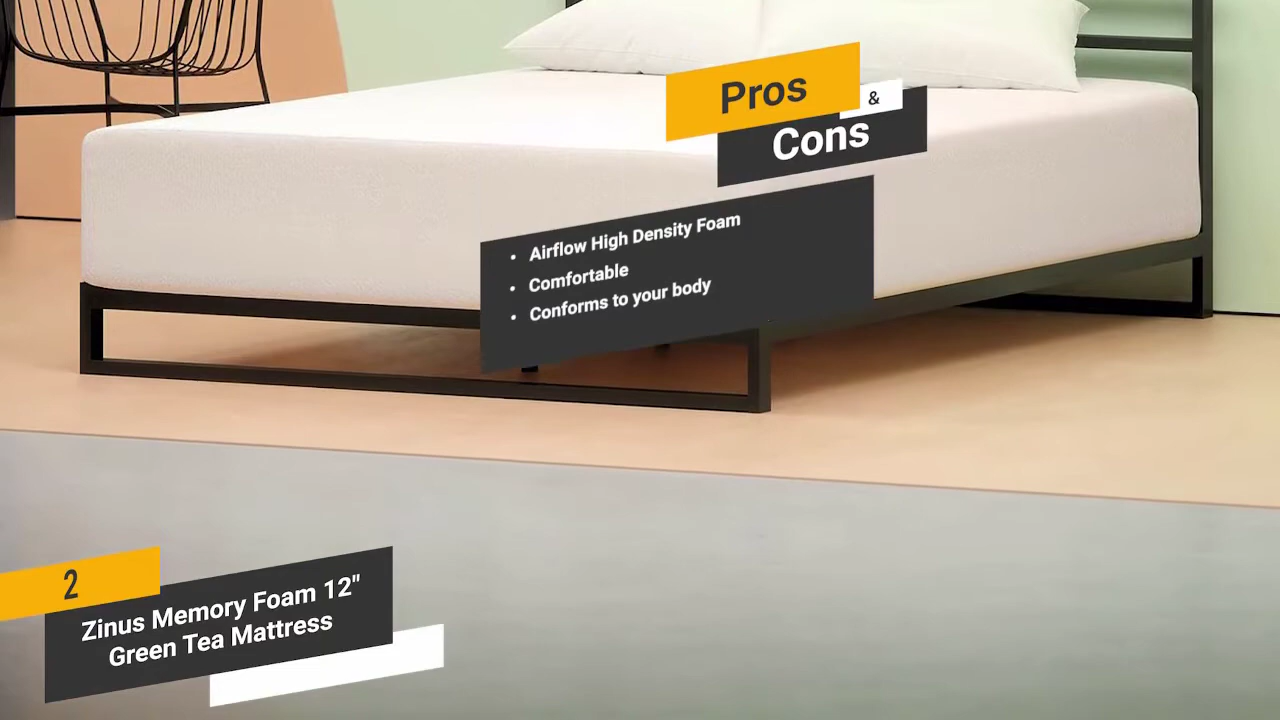 Pros
&
Cons
• Airflow High Density Foam
• Comfortable
• Conforms to your body
2
Zinus Memory Foam 12"
Green Tea Mattress